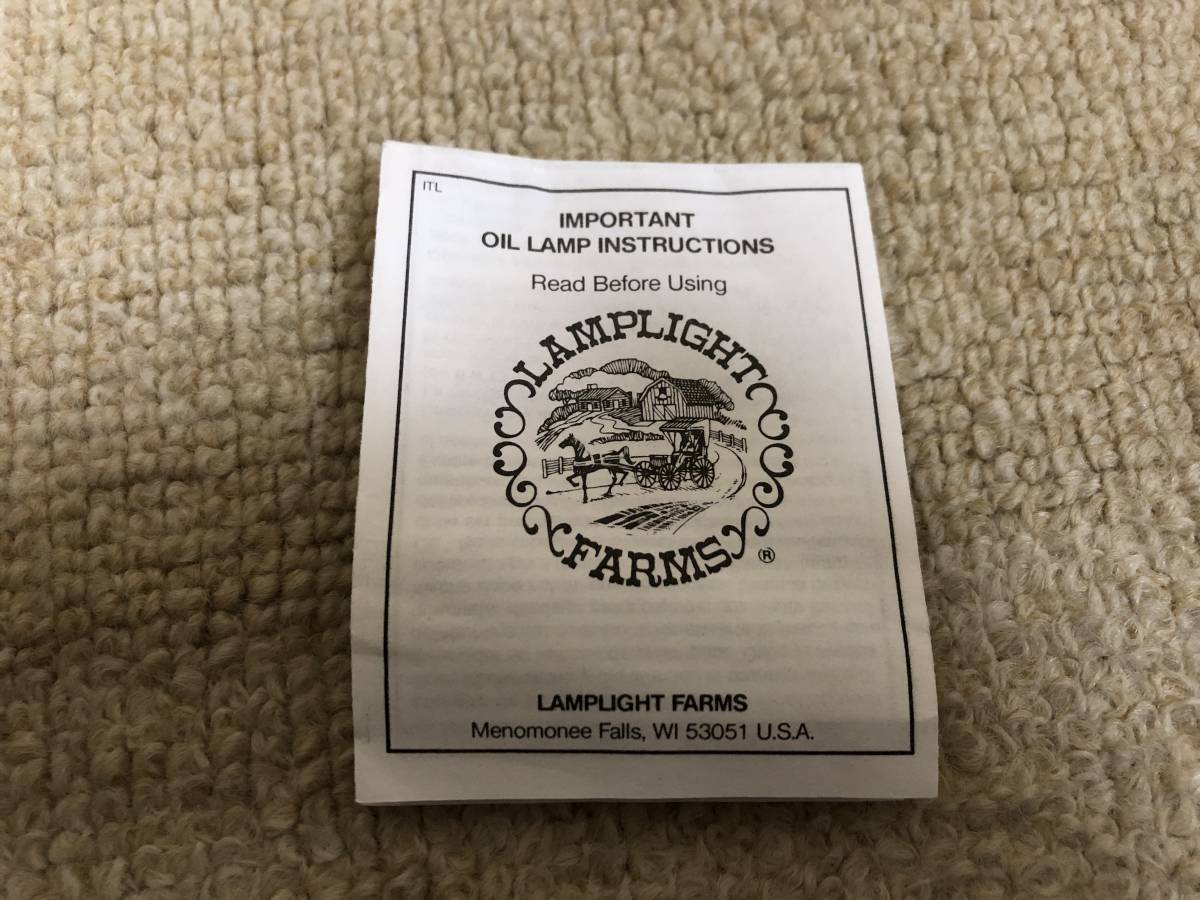 ITL
IMPORTANT
OIL LAMP INSTRUCTIONS
Read Before Using
LAMPLIGHT
FARMS®
LAMPLIGHT FARMS
Menomonee Falls, WI 53051 U.S.A.